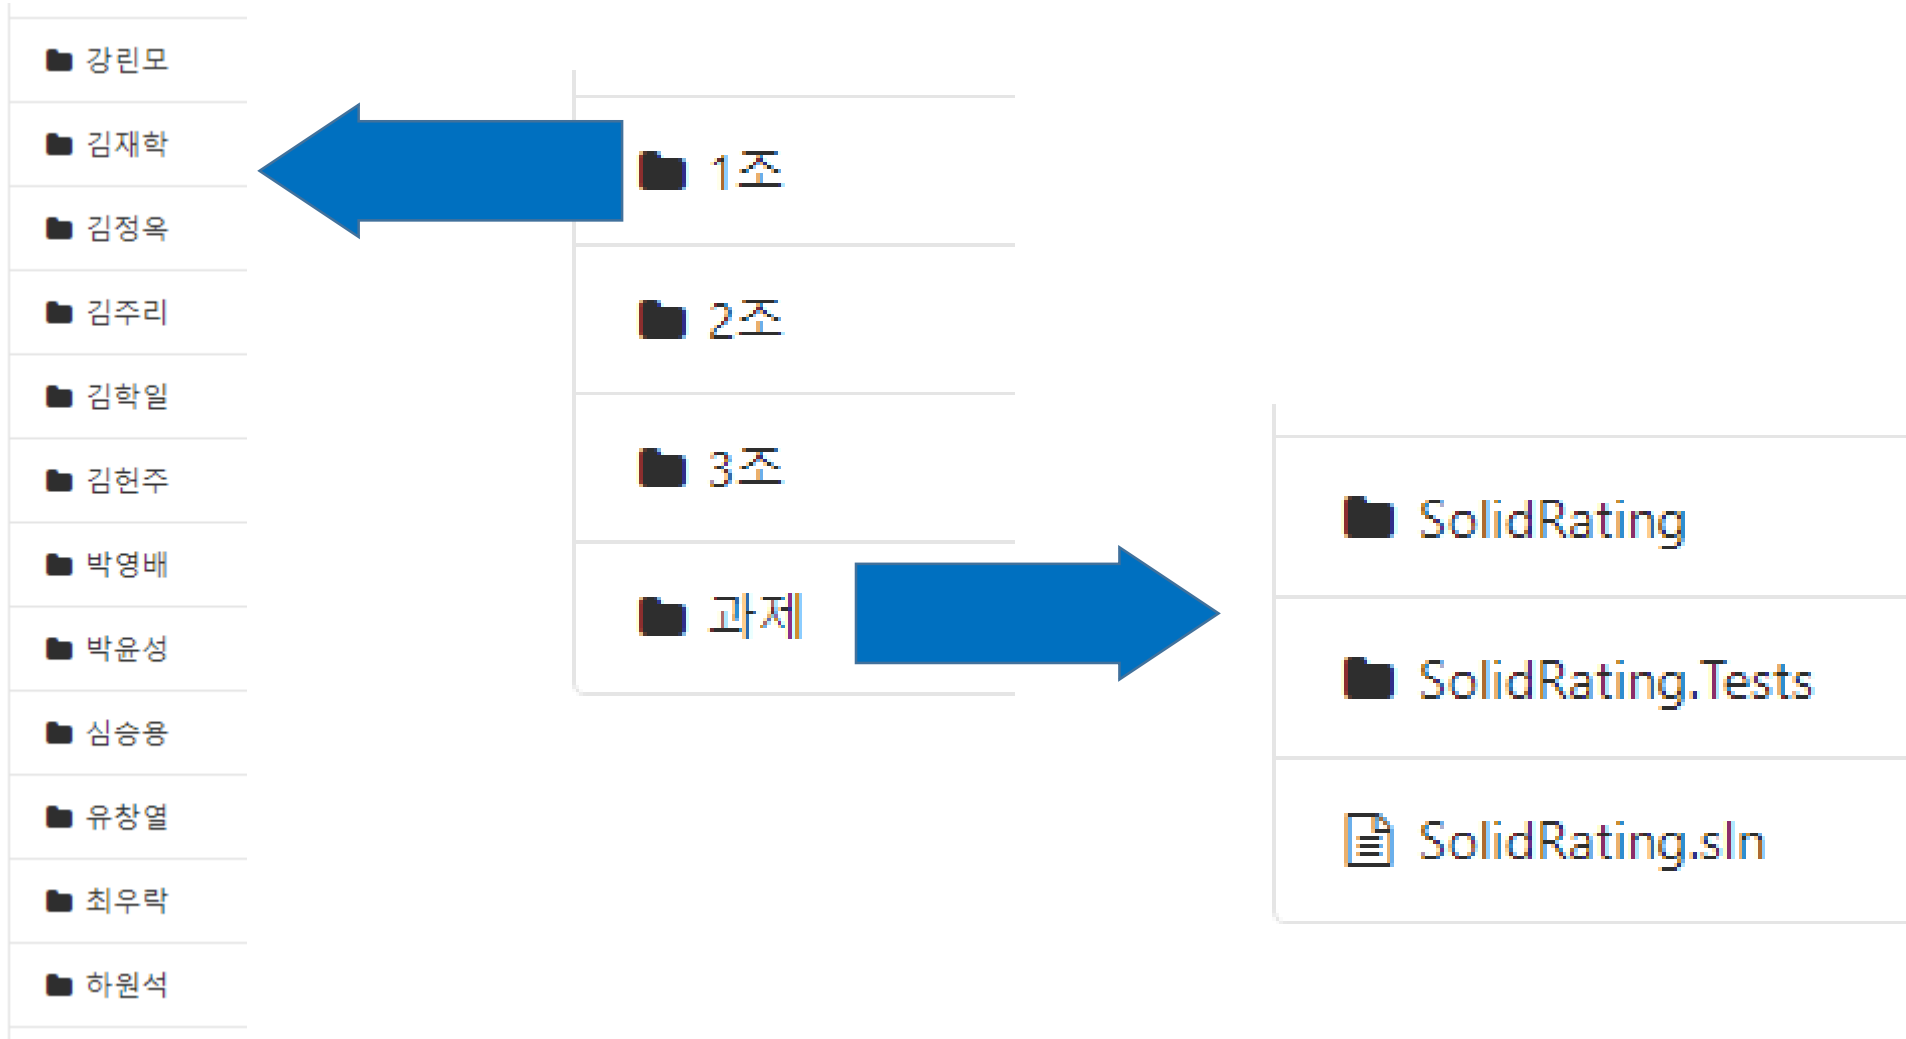 강린모
김재학
김정옥
김주리
김학일
김헌주
박영배
박윤성
심승용
유창열
최우락
하원석
1조
2조
3조
과제
SolidRating
SolidRating.Tests
SolidRating.sln